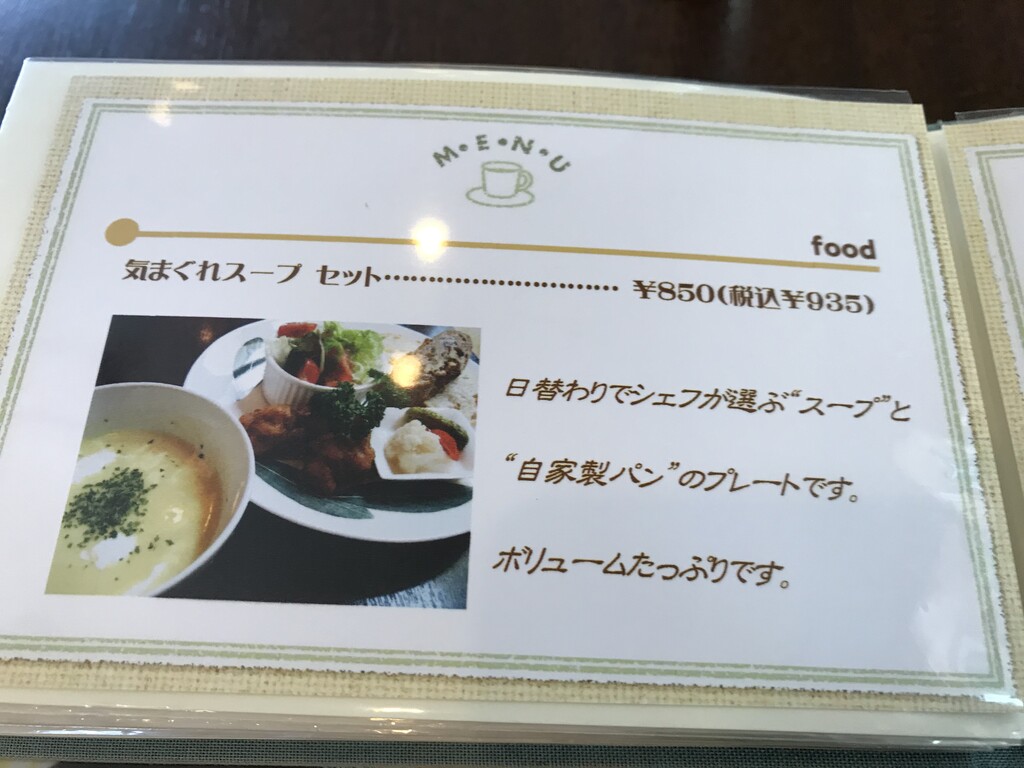 M•E•N•U
food
気まぐれスープ セット………………………… ¥850(税込¥935)
日替わりでシェフが選ぶ“スープ”と
“自家製パン”のプレートです。
ボリュームたっぷりです。